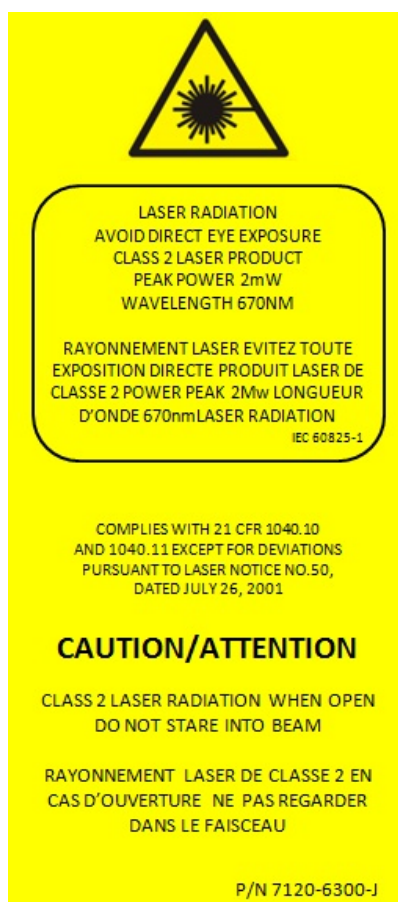 LASER RADIATION
AVOID DIRECT EYE EXPOSURE
CLASS 2 LASER PRODUCT
PEAK POWER 2mW
WAVELENGTH 670NM
RAYONNEMENT LASER EVITEZ TOUTE
EXPOSITION DIRECTE PRODUIT LASER DE
CLASSE 2 POWER PEAK 2Mw LONGUEUR
D'ONDE 670nmLASER RADIATION
IEC 60825-1
COMPLIES WITH 21 CFR 1040.10
AND 1040.11 EXCEPT FOR DEVIATIONS
PURSUANT TO LASER NOTICE NO.50,
DATED JULY 26, 2001
CAUTION/ATTENTION
CLASS 2 LASER RADIATION WHEN OPEN
DO NOT STARE INTO BEAM
RAYONNEMENT LASER DE CLASSE 2 EN
CAS D'OUVERTURE NE PAS REGARDER
DANS LE FAISCEAU
P/N 7120-6300-J